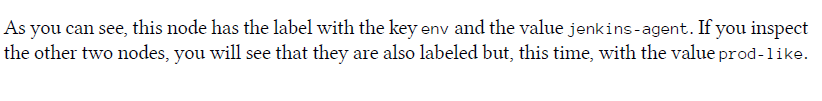 As you can see, this node has the label with the key env and the value jenkins-agent. If you inspect
the other two nodes, you will see that they are also labeled but, this time, with the value prod-like.